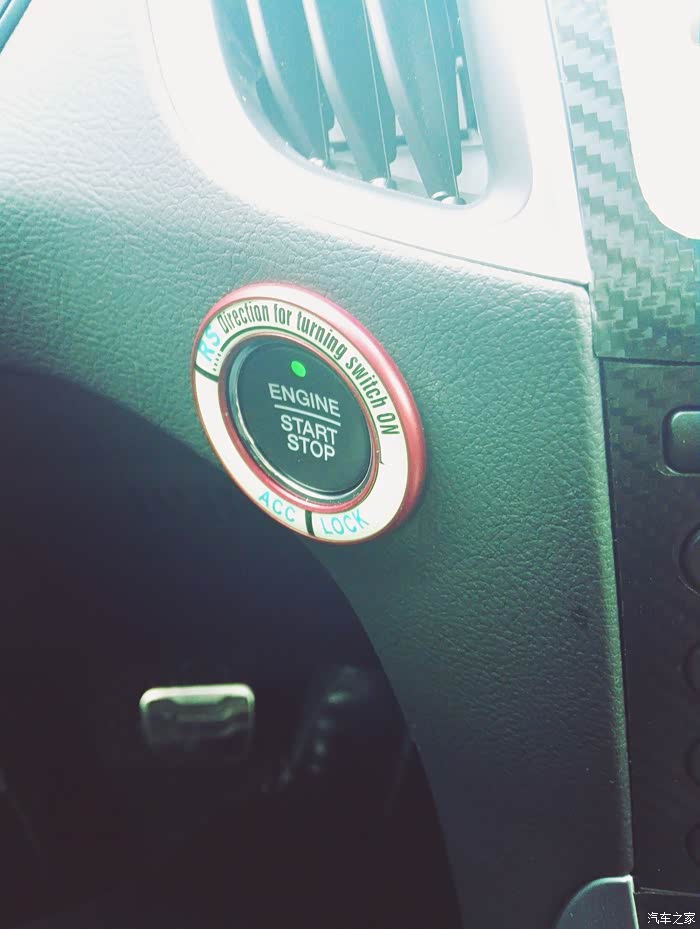 RS
Direction for turning switch ON
ENGINE
START
STOP
ACC
LOCK
汽车之家